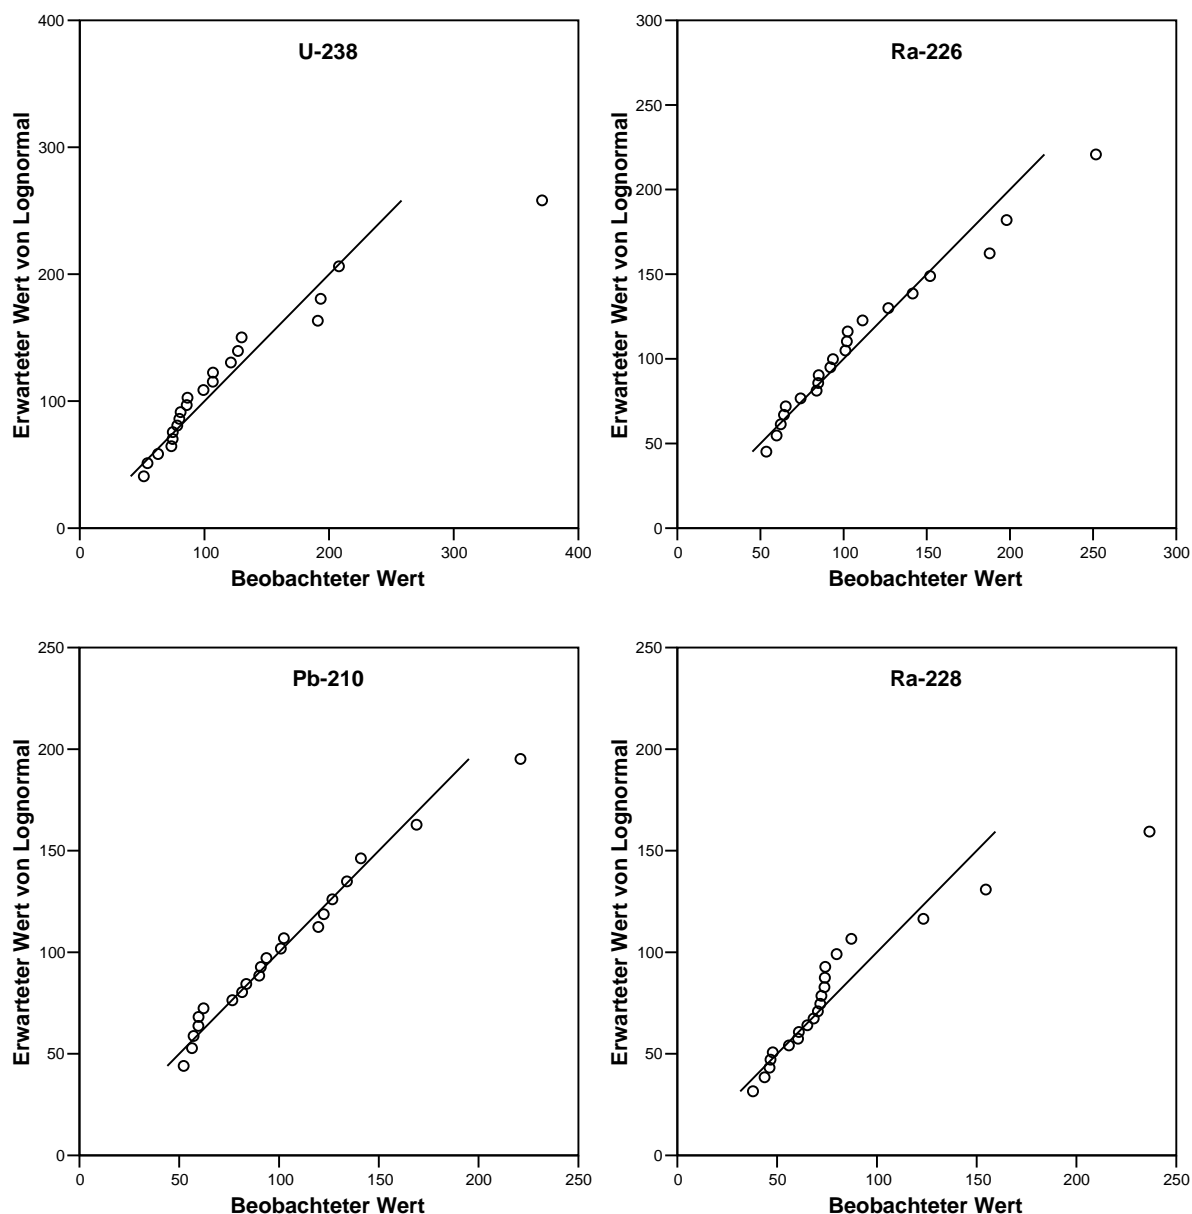 U-238
Erwarteter Wert von Lognormal
400
300
200
100
0
0 100 200 300 400
Beobachteter Wert
Ra-226
Erwarteter Wert von Lognormal
300
250
200
150
100
50
0
0 50 100 150 200 250 300
Beobachteter Wert
Pb-210
Erwarteter Wert von Lognormal
250
200
150
100
50
0
0 50 100 150 200 250
Beobachteter Wert
Ra-228
Erwarteter Wert von Lognormal
250
200
150
100
50
0
0 50 100 150 200 250
Beobachteter Wert